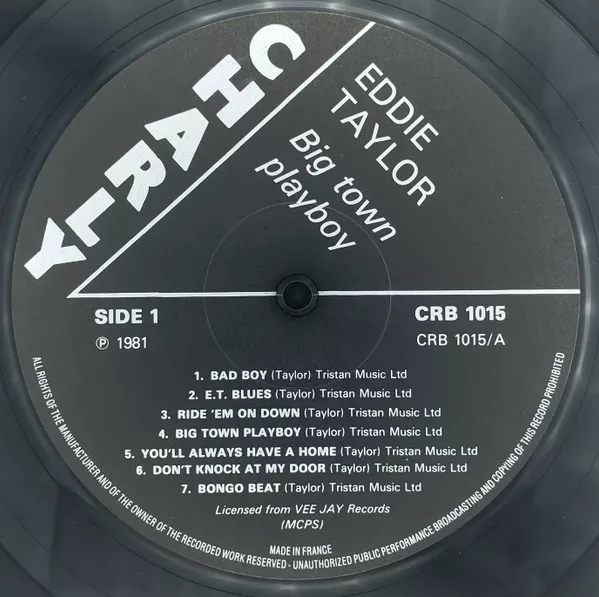 CHARLY
EDDIE
TAYLOR
Big town
playboy
SIDE 1
℗ 1981
CRB 1015
CRB 1015/A
1. BAD BOY (Taylor) Tristan Music Ltd
2. E.T. BLUES (Taylor) Tristan Music Ltd
3. RIDE 'EM ON DOWN (Taylor) Tristan Music Ltd
4. BIG TOWN PLAYBOY (Taylor) Tristan Music Ltd
5. YOU'LL ALWAYS HAVE A HOME (Taylor) Tristan Music Ltd
6. DON'T KNOCK AT MY DOOR (Taylor) Tristan Music Ltd
7. BONGO BEAT (Taylor) Tristan Music Ltd
Licensed from VEE JAY Records
(MCPS)
MADE IN FRANCE
ALL RIGHTS OF THE MANUFACTURER AND OF THE OWNER OF THE RECORDED WORK RESERVED - UNAUTHORIZED PUBLIC PERFORMANCE BROADCASTING AND COPYING OF THIS RECORD PROHIBITED